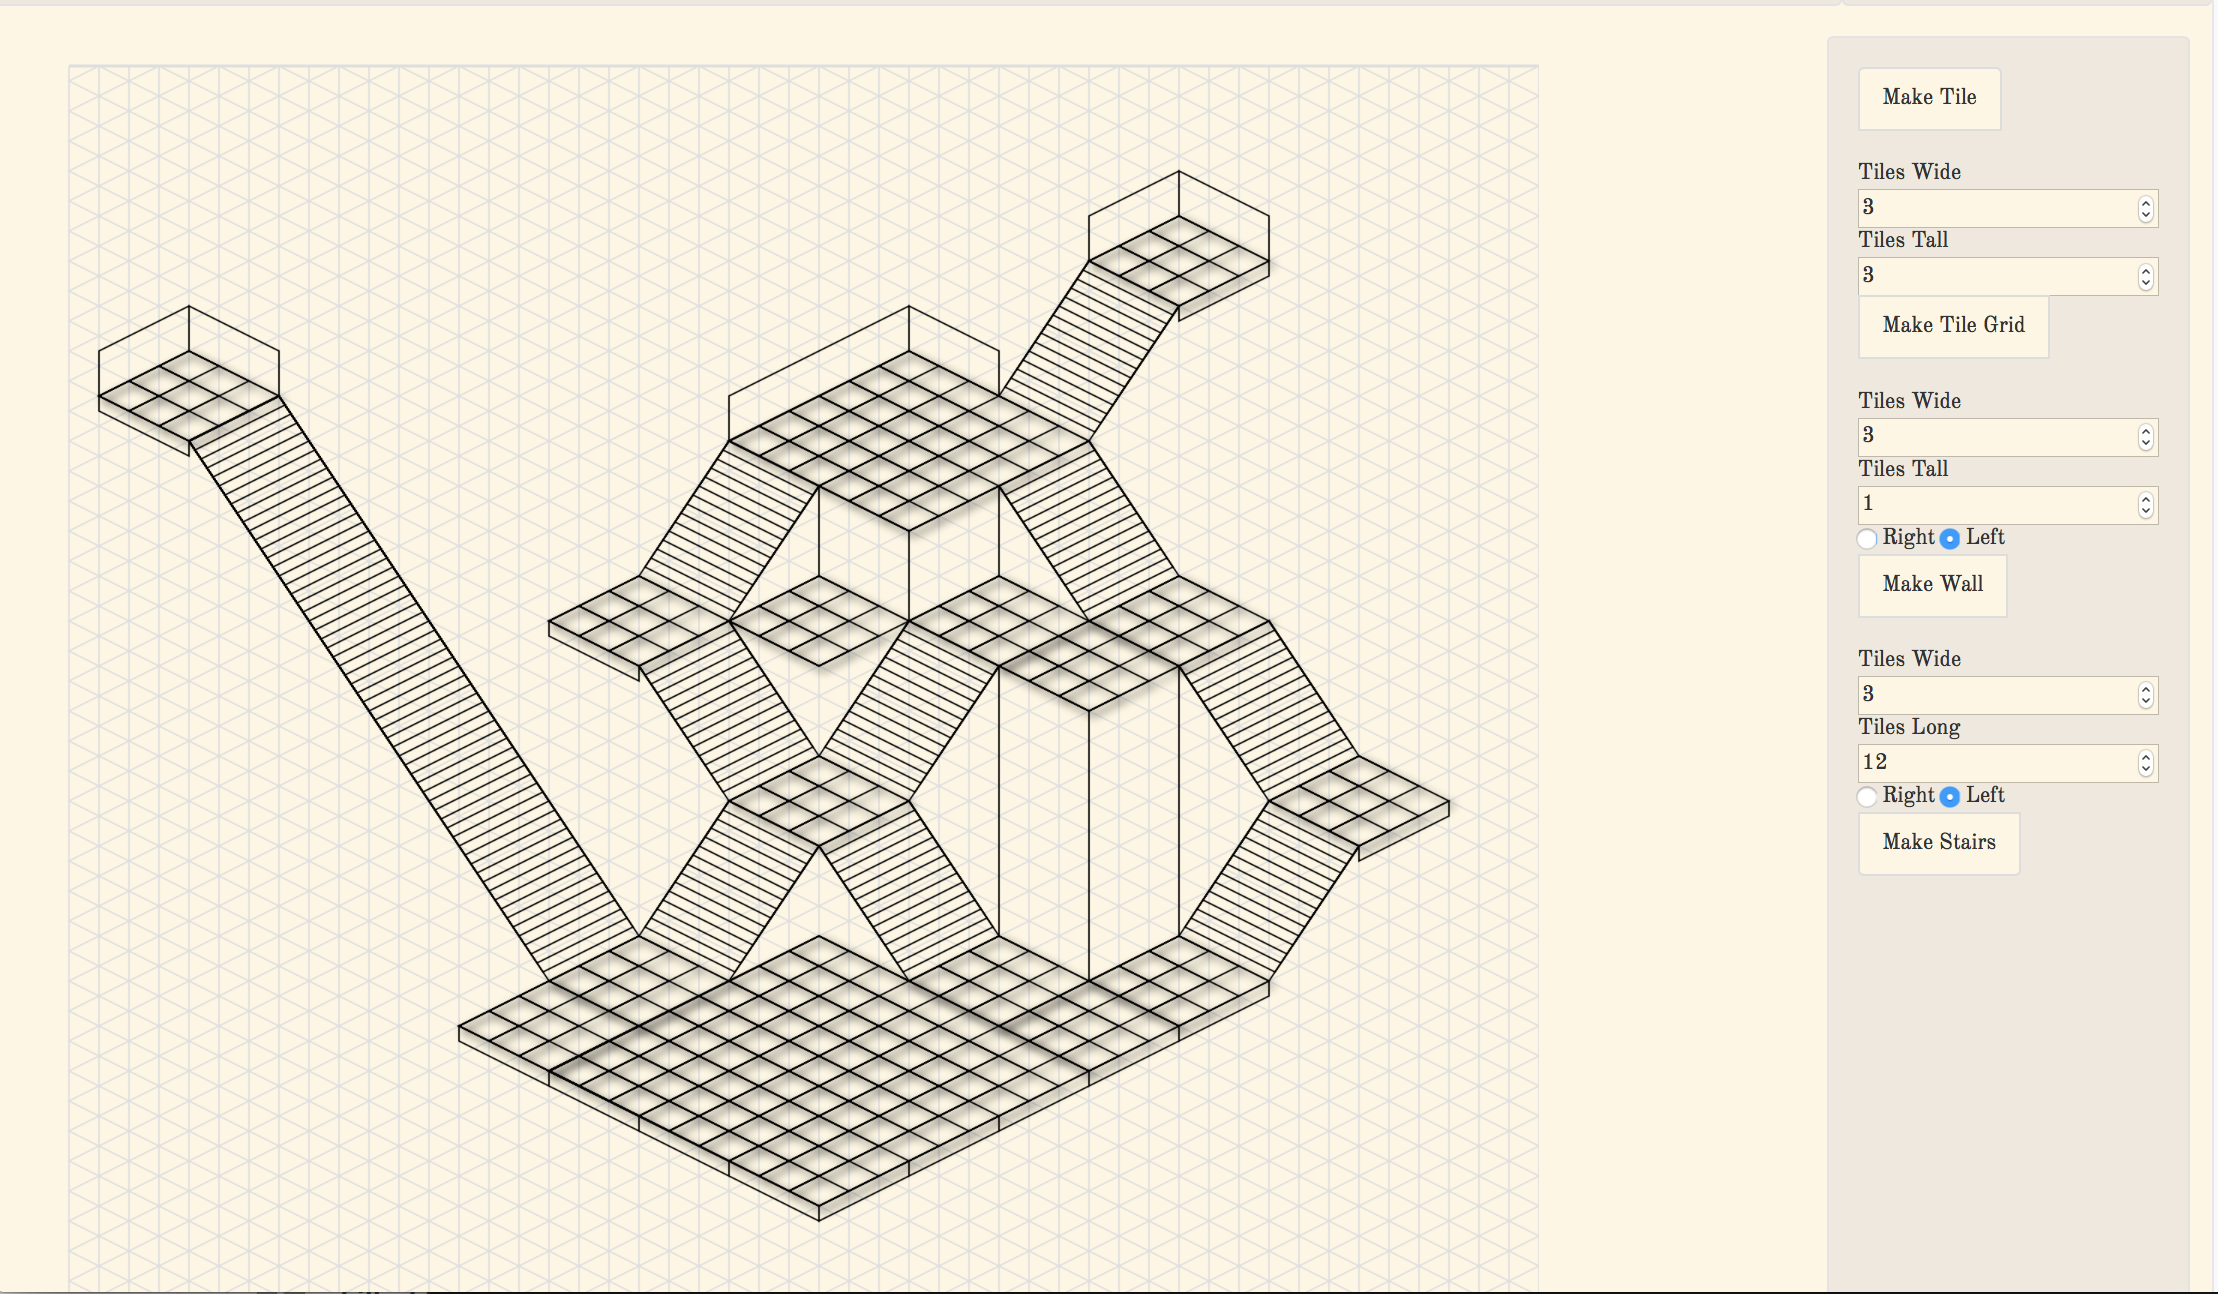 Make Tile
Tiles Wide
3
Tiles Tall
3
Make Tile Grid
Tiles Wide
3
Tiles Tall
1
Right Left
Make Wall
Tiles Wide
3
Tiles Long
12
Right Left
Make Stairs